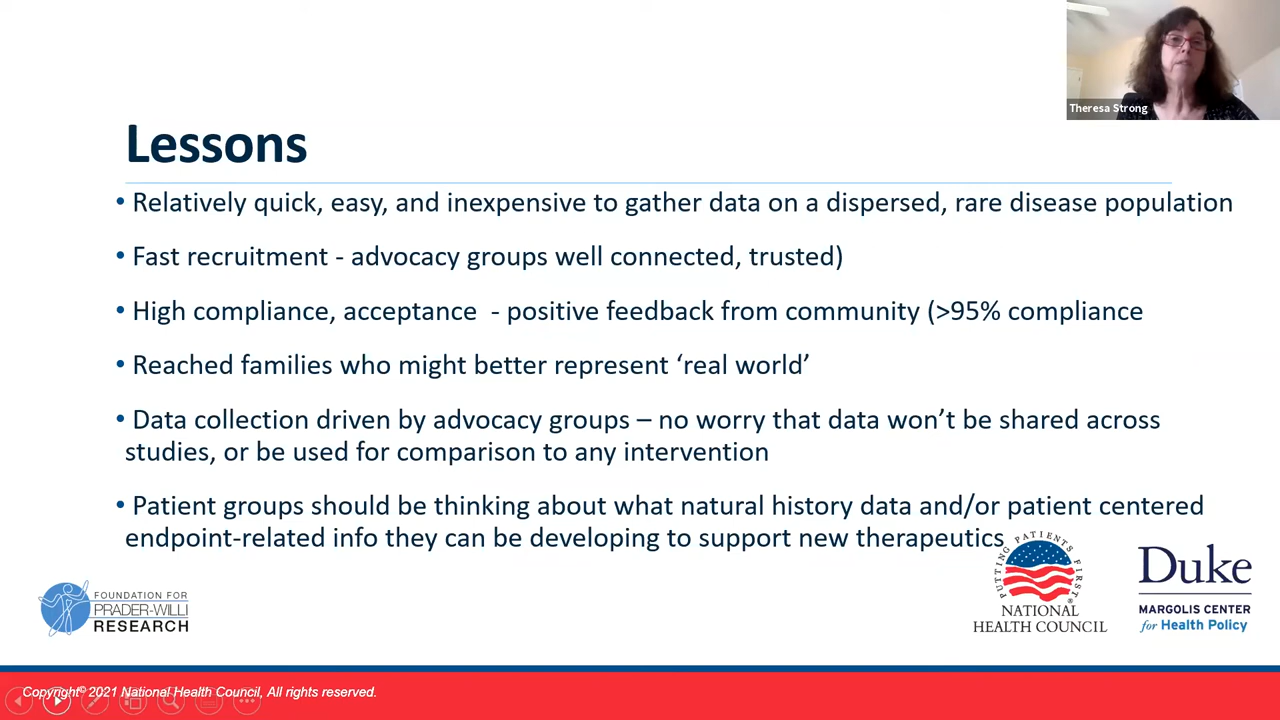 Theresa Strong
Lessons
• Relatively quick, easy, and inexpensive to gather data on a dispersed, rare disease population
• Fast recruitment - advocacy groups well connected, trusted)
• High compliance, acceptance - positive feedback from community (>95% compliance
• Reached families who might better represent ‘real world’
• Data collection driven by advocacy groups – no worry that data won’t be shared across
studies, or be used for comparison to any intervention
• Patient groups should be thinking about what natural history data and/or patient centered
endpoint-related info they can be developing to support new therapeutics
FOUNDATION FOR
PRADER-WILLI
RESEARCH
PUTTING PATIENTS FIRST®
NATIONAL
HEALTH COUNCIL
Duke
MARGOLIS CENTER
for Health Policy
Copyright© 2021 National Health Council, All rights reserved.